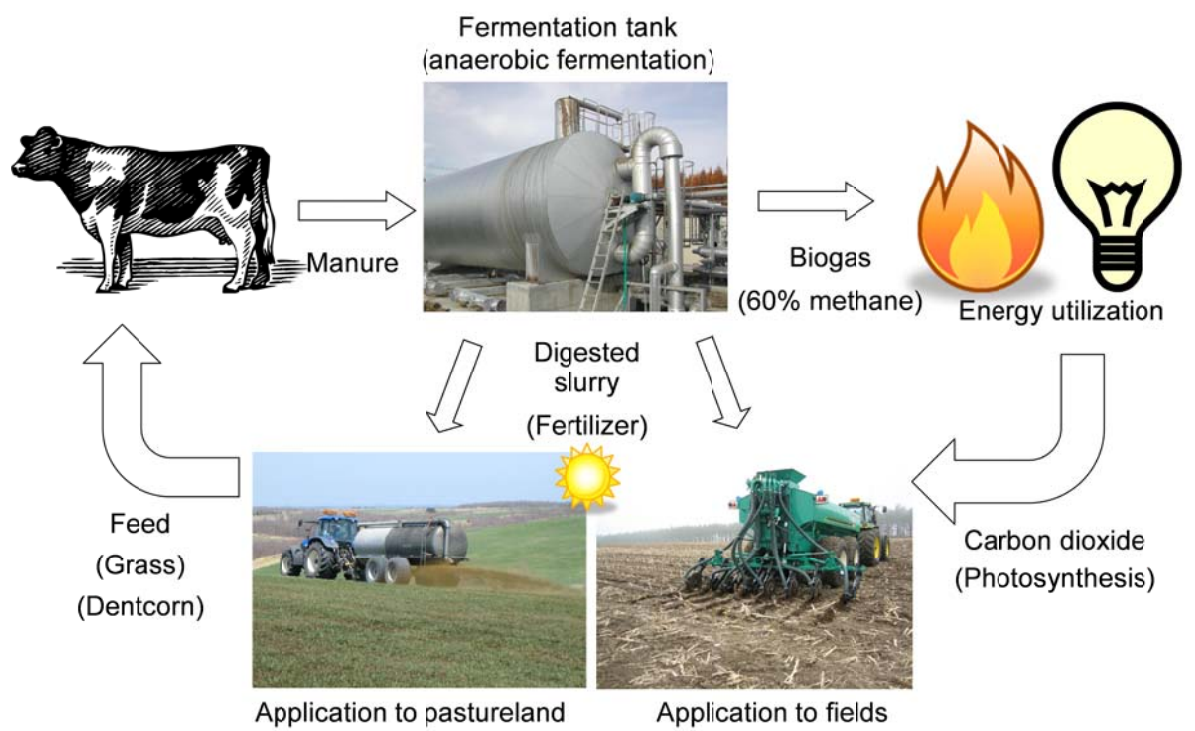 Fermentation tank
(anaerobic fermentation)
Manure
Biogas
(60% methane)
Energy utilization
Digested
slurry
(Fertilizer)
Feed
(Grass)
(Dentcorn)
Carbon dioxide
(Photosynthesis)
Application to pastureland
Application to fields